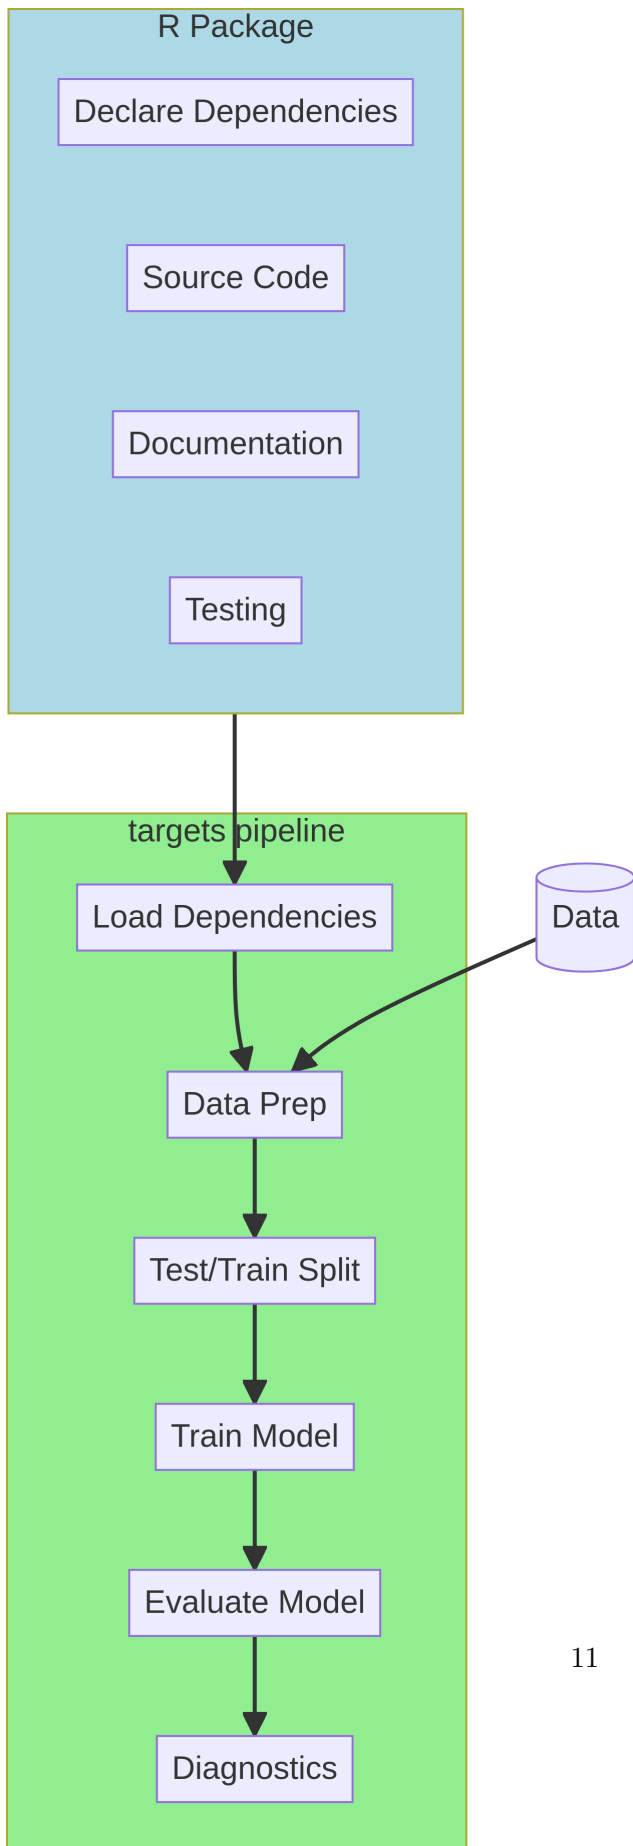 R Package
Declare Dependencies
Source Code
Documentation
Testing
targets pipeline
Load Dependencies
Data
Data Prep
Test/Train Split
Train Model
Evaluate Model
11
Diagnostics